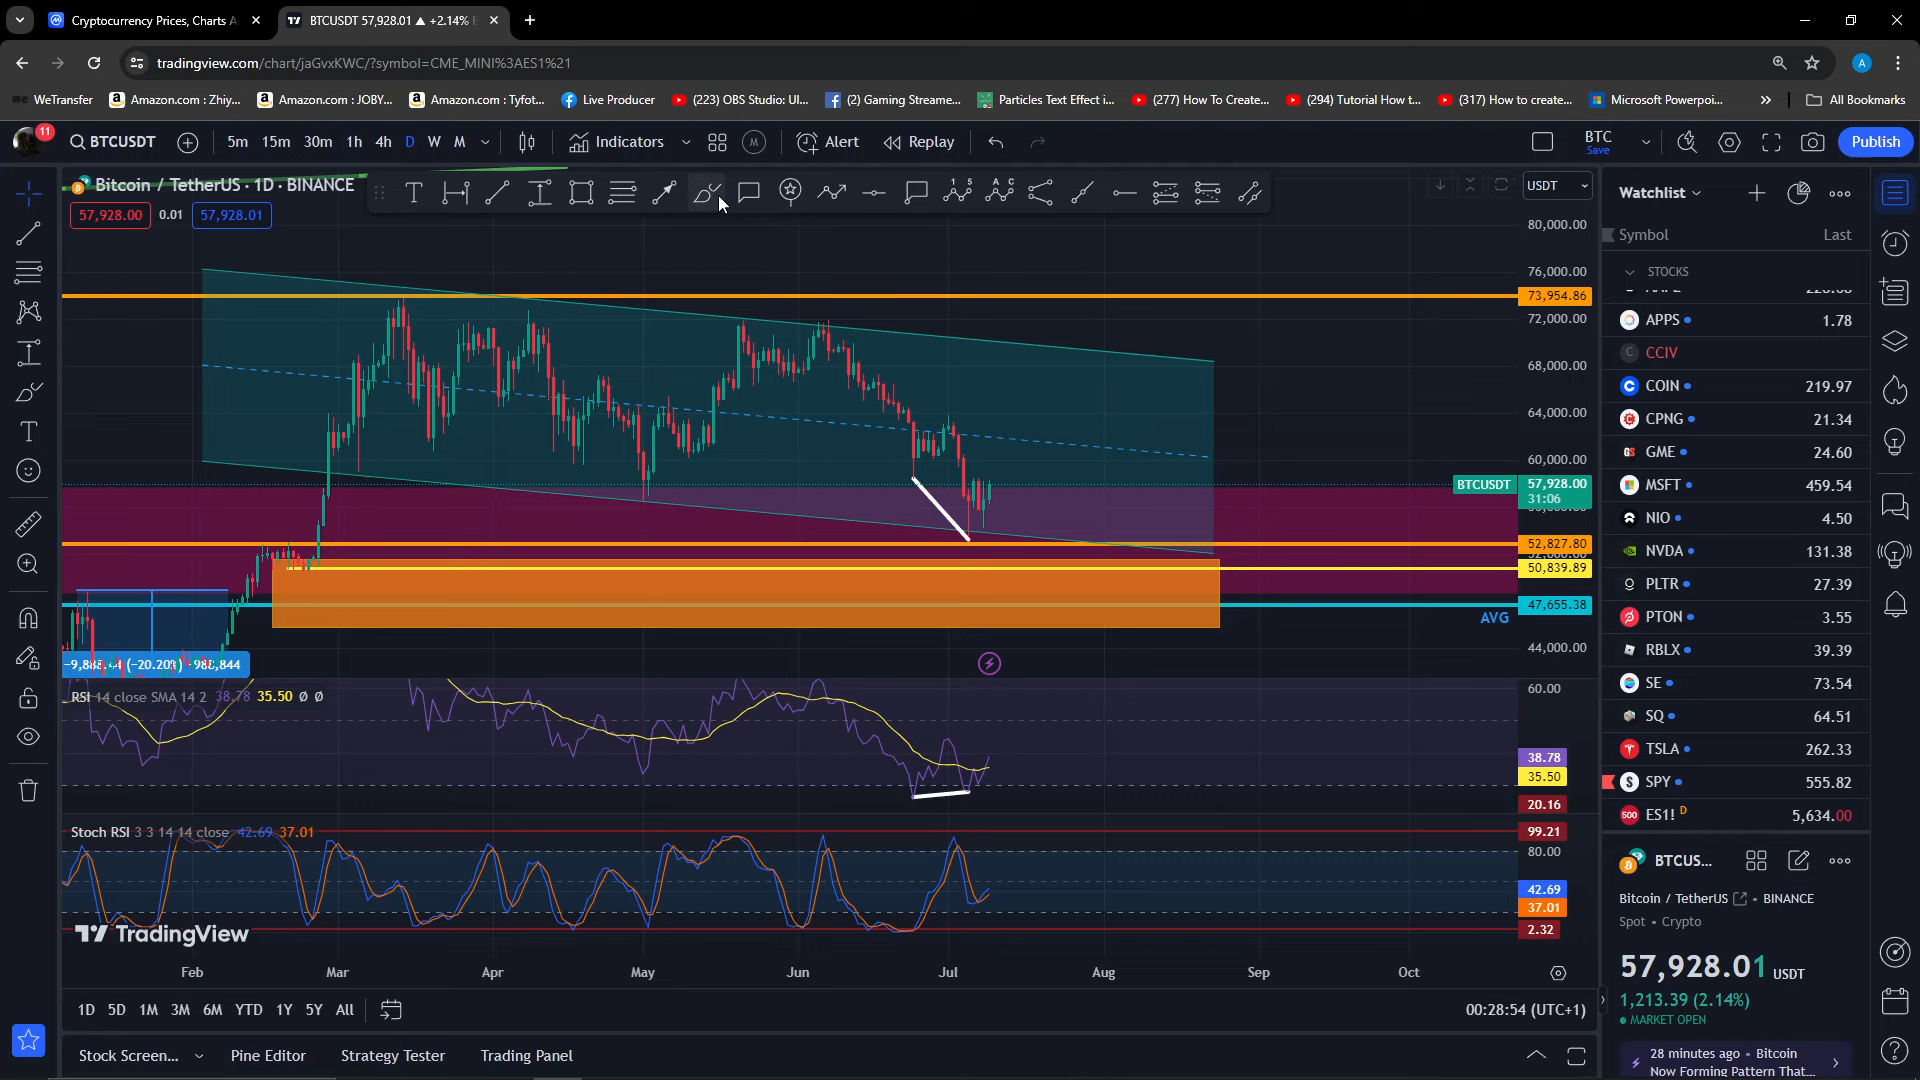 Cryptocurrency Prices, Charts A
BTCUSDT 57,928.01 ▲ +2.14%
tradingview.com/chart/jaGvxKWC/?symbol=CME_MINI%3AES1%21
A
WeTransfer
Amazon.com : Zhiy...
Amazon.com : JOBY...
Amazon.com : Tyfot...
Live Producer
(223) OBS Studio: Ul...
(2) Gaming Streame...
Particles Text Effect i...
(277) How To Create...
(294) Tutorial How t...
(317) How to create...
Microsoft Powerpoi...
All Bookmarks
11
BTCUSDT
5m 15m 30m 1h 4h D W M
Indicators
M
Alert
Replay
BTC
Save
Publish
Bitcoin / TetherUS · 1D · BINANCE
57,928.00 0.01 57,928.01
USDT
80,000.00
76,000.00
73,954.86
72,000.00
68,000.00
64,000.00
60,000.00
BTCUSDT 57,928.00
31:06
52,827.80
50,839.89
47,655.38
AVG
44,000.00
(−20.20%)
RSI 14 close SMA 14 2 38.78 35.50 Ø Ø
60.00
38.78
35.50
20.16
Stoch RSI 3 3 14 14 close 42.69 37.01
99.21
80.00
42.69
37.01
2.32
TradingView
Feb Mar Apr May Jun Jul Aug Sep Oct
1D 5D 1M 3M 6M YTD 1Y 5Y All
00:28:54 (UTC+1)
Stock Screen... Pine Editor Strategy Tester Trading Panel
Watchlist
Symbol Last
STOCKS
APPS 1.78
CCIV
COIN 219.97
CPNG 21.34
GME 24.60
MSFT 459.54
NIO 4.50
NVDA 131.38
PLTR 27.39
PTON 3.55
RBLX 39.39
SE 73.54
SQ 64.51
TSLA 262.33
SPY 555.82
ES1! D 5,634.00
BTCUS...
Bitcoin / TetherUS • BINANCE
Spot • Crypto
57,928.01 USDT
1,213.39 (2.14%)
MARKET OPEN
28 minutes ago • Bitcoin
Now Forming Pattern That...